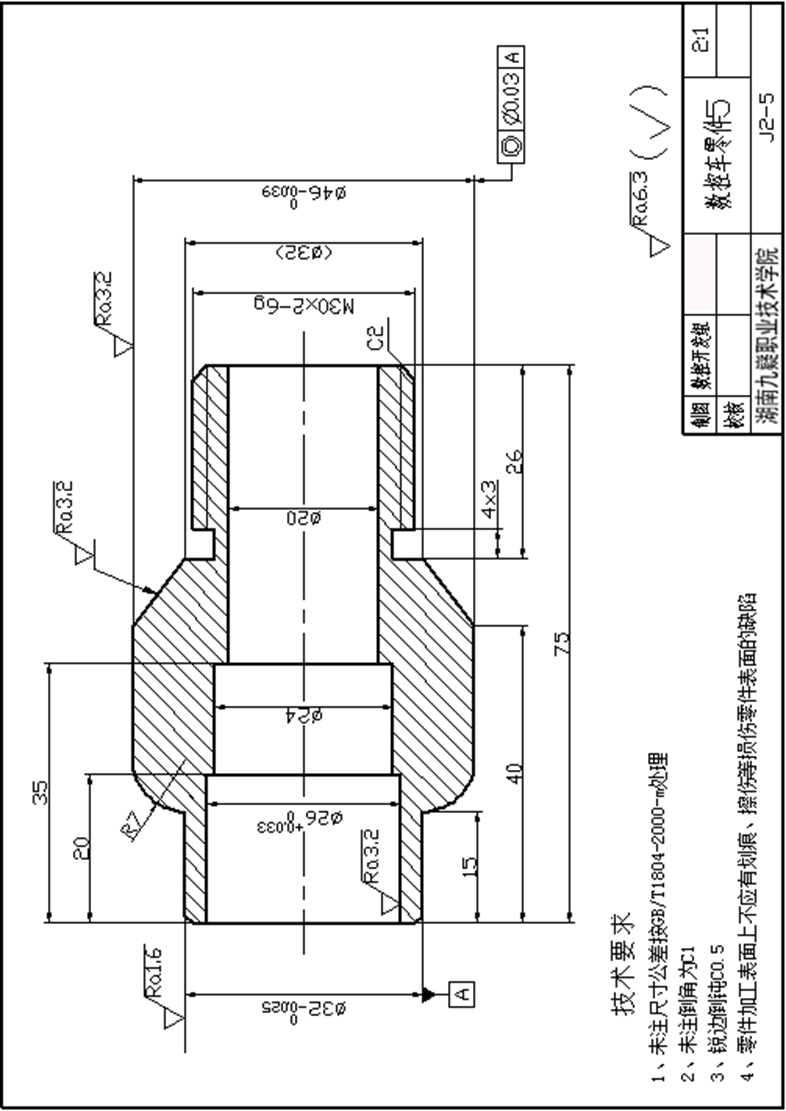 Ra1.6
Ra3.2
Ra3.2
Ra3.2
35
20
R7
15
40
75
26
4×3
C2
Ø32 0 -0.025
Ø26 +0.033 0
Ø24
Ø20
M30×2-6g
(Ø32)
Ø46 0 -0.039
A
◎ Ø0.03 A
Ra6.3 (√)
技术要求
1、未注尺寸公差按GB/T1804-2000-m处理
2、未注倒角为C1
3、锐边倒钝C0.5
4、零件加工表面上不应有划痕、擦伤等损伤零件表面的缺陷
制图 数控开发组 数控车零件5 2:1
校核
湖南九嶷职业技术学院 J2-5